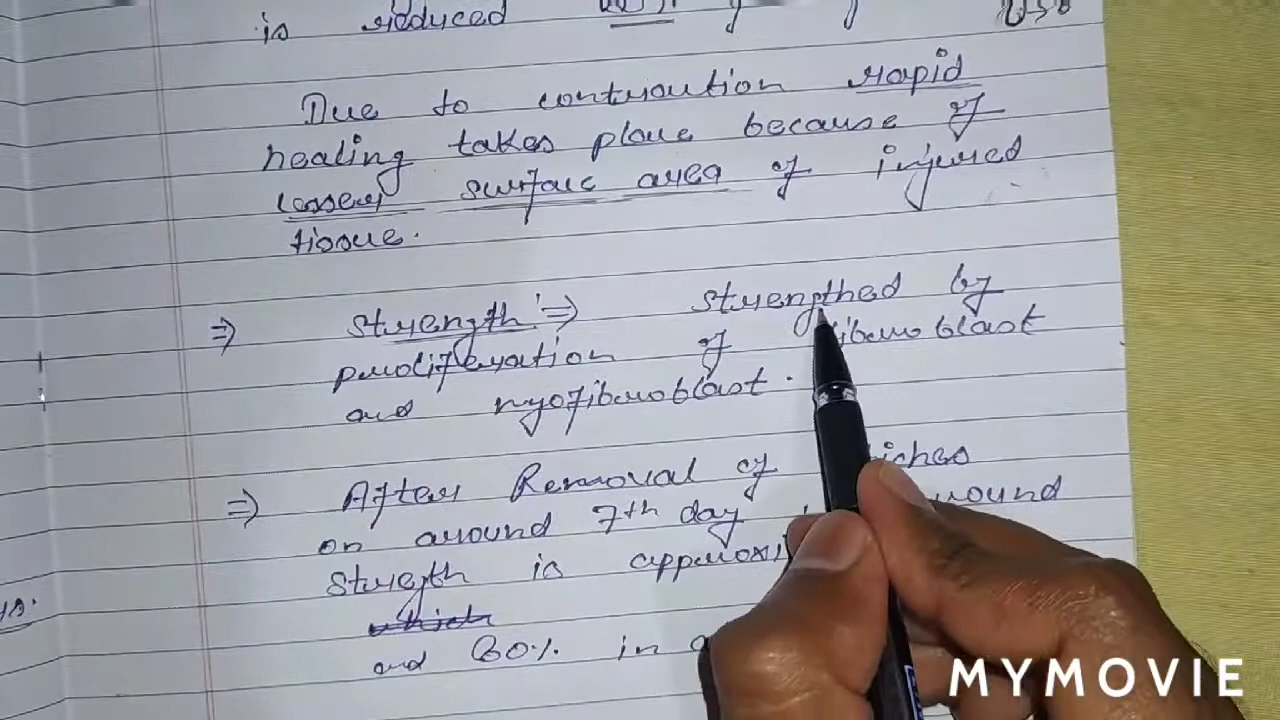 is reduced
Due to contraction rapid
healing takes place because of
lesser surface area of injured
tissue.
⇒ Strength :⇒ Strengthed by
proliferation of fibroblast
and myofibroblast.
⇒ After Removal of
on around 7th day wound
Strength is
which
and 80% in
MYMOVIE